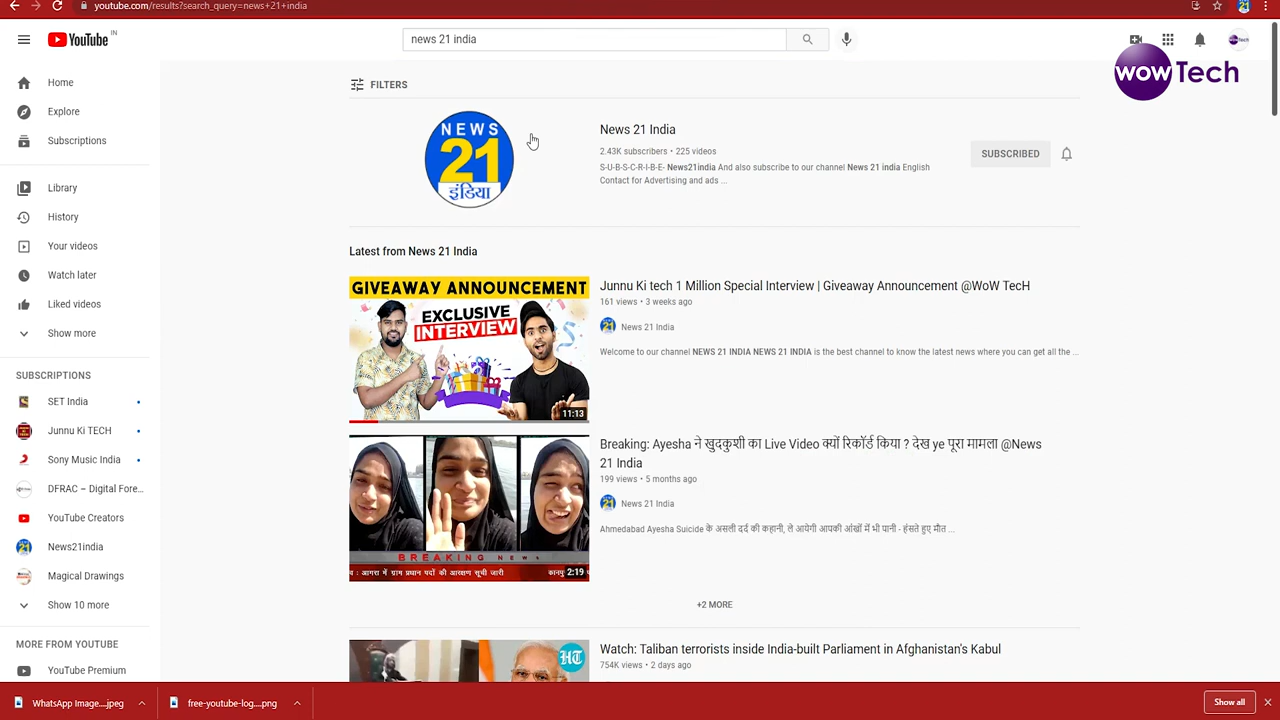 youtube.com/results?search_query=news+21+india
YouTube IN
news 21 india
wowTech
Home
Explore
Subscriptions
Library
History
Your videos
Watch later
Liked videos
Show more
SUBSCRIPTIONS
SET India
Junnu Ki TECH
Sony Music India
DFRAC – Digital Fore...
YouTube Creators
News21india
Magical Drawings
Show 10 more
MORE FROM YOUTUBE
YouTube Premium
FILTERS
NEWS
21
इंडिया
News 21 India
2.43K subscribers • 225 videos
S-U-B-S-C-R-I-B-E- News21india And also subscribe to our channel News 21 india English
Contact for Advertising and ads ...
SUBSCRIBED
Latest from News 21 India
GIVEAWAY ANNOUNCEMENT
EXCLUSIVE
INTERVIEW
11:13
Junnu Ki tech 1 Million Special Interview | Giveaway Announcement @WoW TecH
161 views • 3 weeks ago
News 21 India
Welcome to our channel NEWS 21 INDIA NEWS 21 INDIA is the best channel to know the latest news where you can get all the ...
BREAKING NEWS
व : आगरा में ग्राम प्रधान पदों की आरक्षण सूची जारी
2:19
Breaking: Ayesha ने खुदकुशी का Live Video क्यों रिकॉर्ड किया ? देख ye पूरा मामला @News
21 India
199 views • 5 months ago
News 21 India
Ahmedabad Ayesha Suicide के असली दर्द की कहानी, ले आयेगी आपकी आंखों में भी पानी - हंसते हुए मौत ...
+2 MORE
HT
Watch: Taliban terrorists inside India-built Parliament in Afghanistan's Kabul
754K views • 2 days ago
WhatsApp Image....jpeg
free-youtube-log....png
Show all